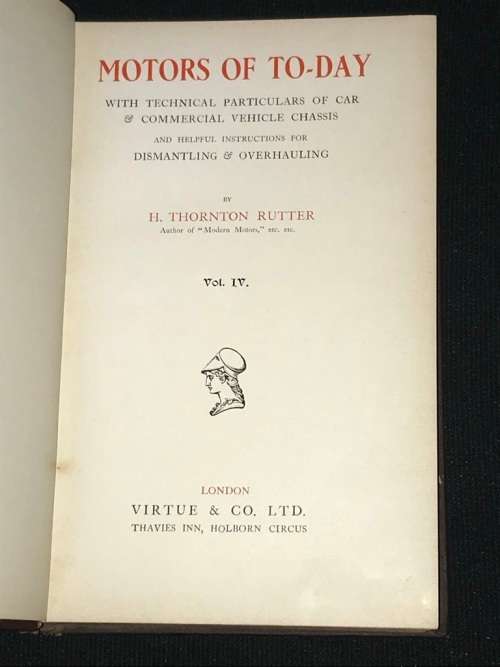 MOTORS OF TO-DAY
WITH TECHNICAL PARTICULARS OF CAR
& COMMERCIAL VEHICLE CHASSIS
AND HELPFUL INSTRUCTIONS FOR
DISMANTLING & OVERHAULING
BY
H. THORNTON RUTTER
Author of "Modern Motors," etc. etc.
Vol. IV.
LONDON
VIRTUE & CO. LTD.
THAVIES INN, HOLBORN CIRCUS